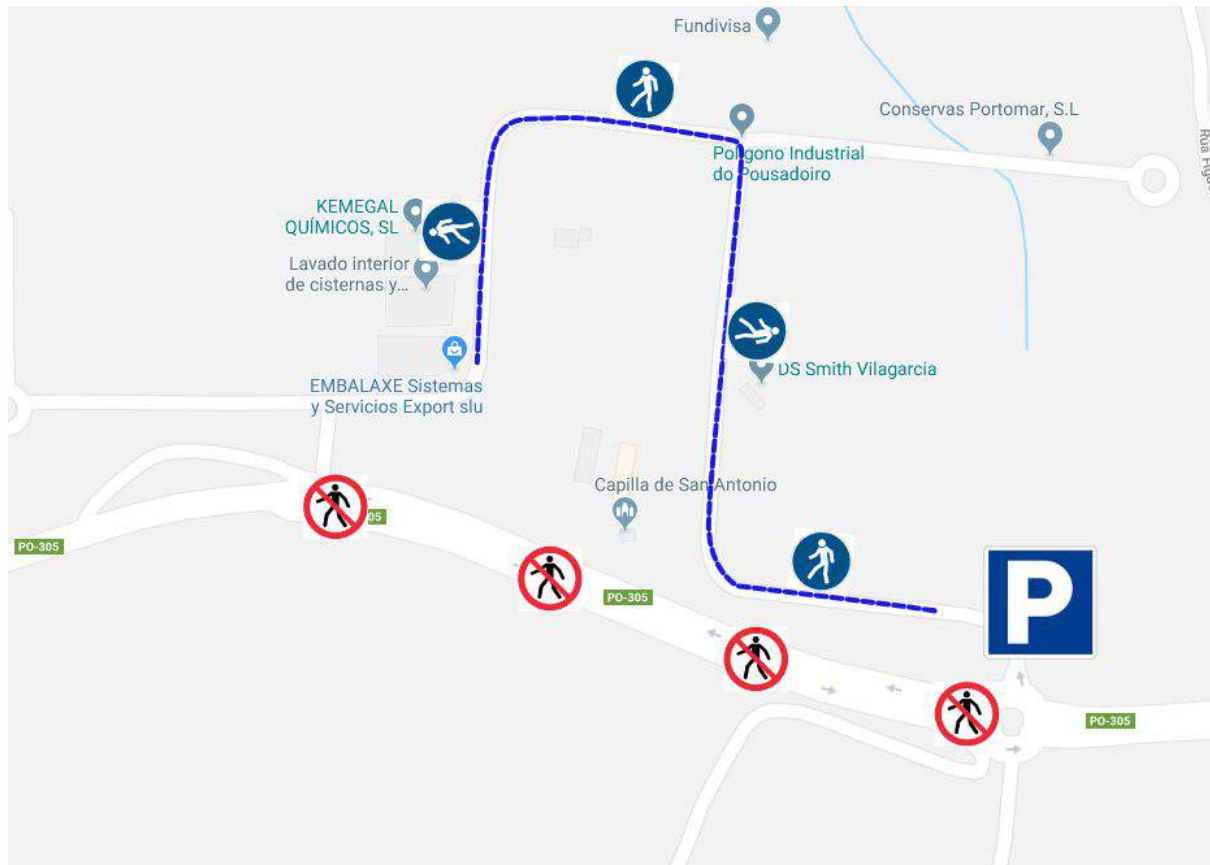 Fundivisa
Conservas Portomar, S.L
Polígono Industrial
do Pousadoiro
KEMEGAL
QUÍMICOS, SL
Lavado interior
de cisternas y...
DS Smith Vilagarcia
EMBALAXE Sistemas
y Servicios Export slu
Capilla de San Antonio
05
PO-305
PO-305
P
PO-305
Rúa